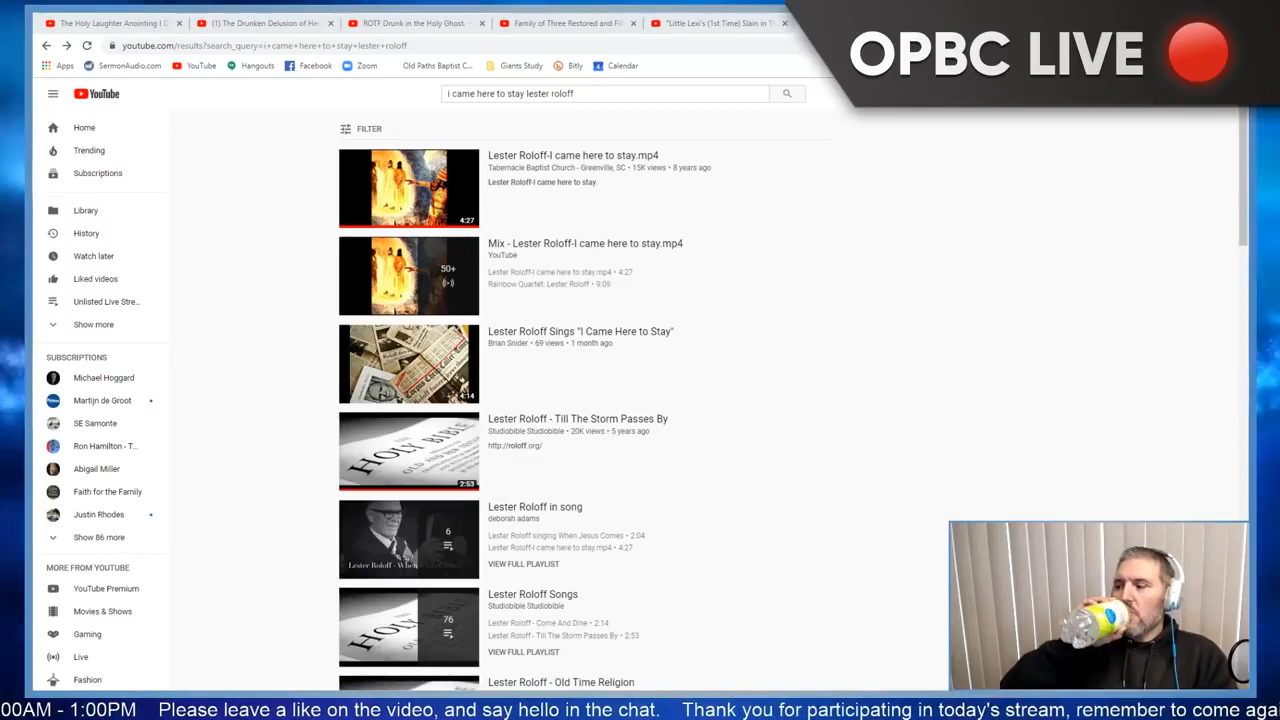 The Holy Laughter Anointing I D
(1) The Drunken Delusion of He
ROTF Drunk in the Holy Ghost. -
Family of Three Restored and Fil
"Little Lexi's (1st Time) Slain in Th
OPBC LIVE
youtube.com/results?search_query=i+came+here+to+stay+lester+roloff
Apps SermonAudio.com YouTube Hangouts Facebook Zoom Old Paths Baptist C... Giants Study Bitly Calendar
YouTube
i came here to stay lester roloff
Home
Trending
Subscriptions
Library
History
Watch later
Liked videos
Unlisted Live Stre...
Show more
SUBSCRIPTIONS
Michael Hoggard
Martijn de Groot
SE Samonte
Ron Hamilton - T...
Abigail Miller
Faith for the Family
Justin Rhodes
Show 86 more
MORE FROM YOUTUBE
YouTube Premium
Movies & Shows
Gaming
Live
Fashion
FILTER
Lester Roloff-I came here to stay.mp4
Tabernacle Baptist Church - Greenville, SC • 15K views • 8 years ago
Lester Roloff-I came here to stay.
4:27
Mix - Lester Roloff-I came here to stay.mp4
YouTube
50+
Lester Roloff-I came here to stay.mp4 • 4:27
Rainbow Quartet: Lester Roloff • 9:09
Lester Roloff Sings "I Came Here to Stay"
Brian Snider • 69 views • 1 month ago
4:14
Lester Roloff - Till The Storm Passes By
Studiobible Studiobible • 20K views • 5 years ago
http://roloff.org/
HOLY BIBLE
2:53
Lester Roloff in song
deborah adams
6
Lester Roloff singing When Jesus Comes • 2:04
Lester Roloff-I came here to stay.mp4 • 4:27
Lester Roloff - When
VIEW FULL PLAYLIST
Lester Roloff Songs
Studiobible Studiobible
76
Lester Roloff - Come And Dine • 2:14
Lester Roloff - Till The Storm Passes By • 2:53
HOLY
VIEW FULL PLAYLIST
Lester Roloff - Old Time Religion
00AM - 1:00PM Please leave a like on the video, and say hello in the chat. Thank you for participating in today's stream, remember to come aga